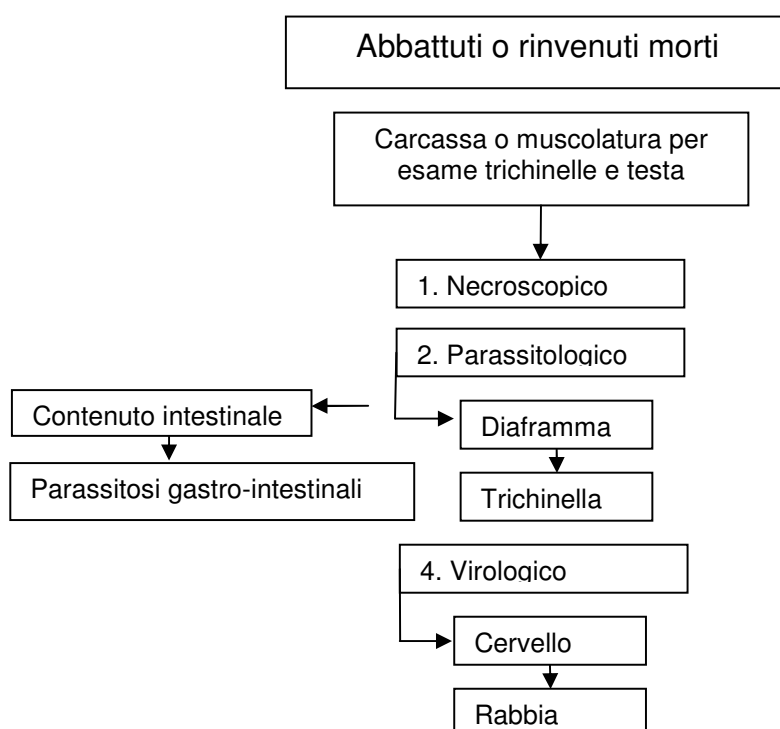 Abbattuti o rinvenuti morti
Carcassa o muscolatura per
esame trichinelle e testa
1. Necroscopico
2. Parassitologico
Contenuto intestinale
Diaframma
Parassitosi gastro-intestinali
Trichinella
4. Virologico
Cervello
Rabbia